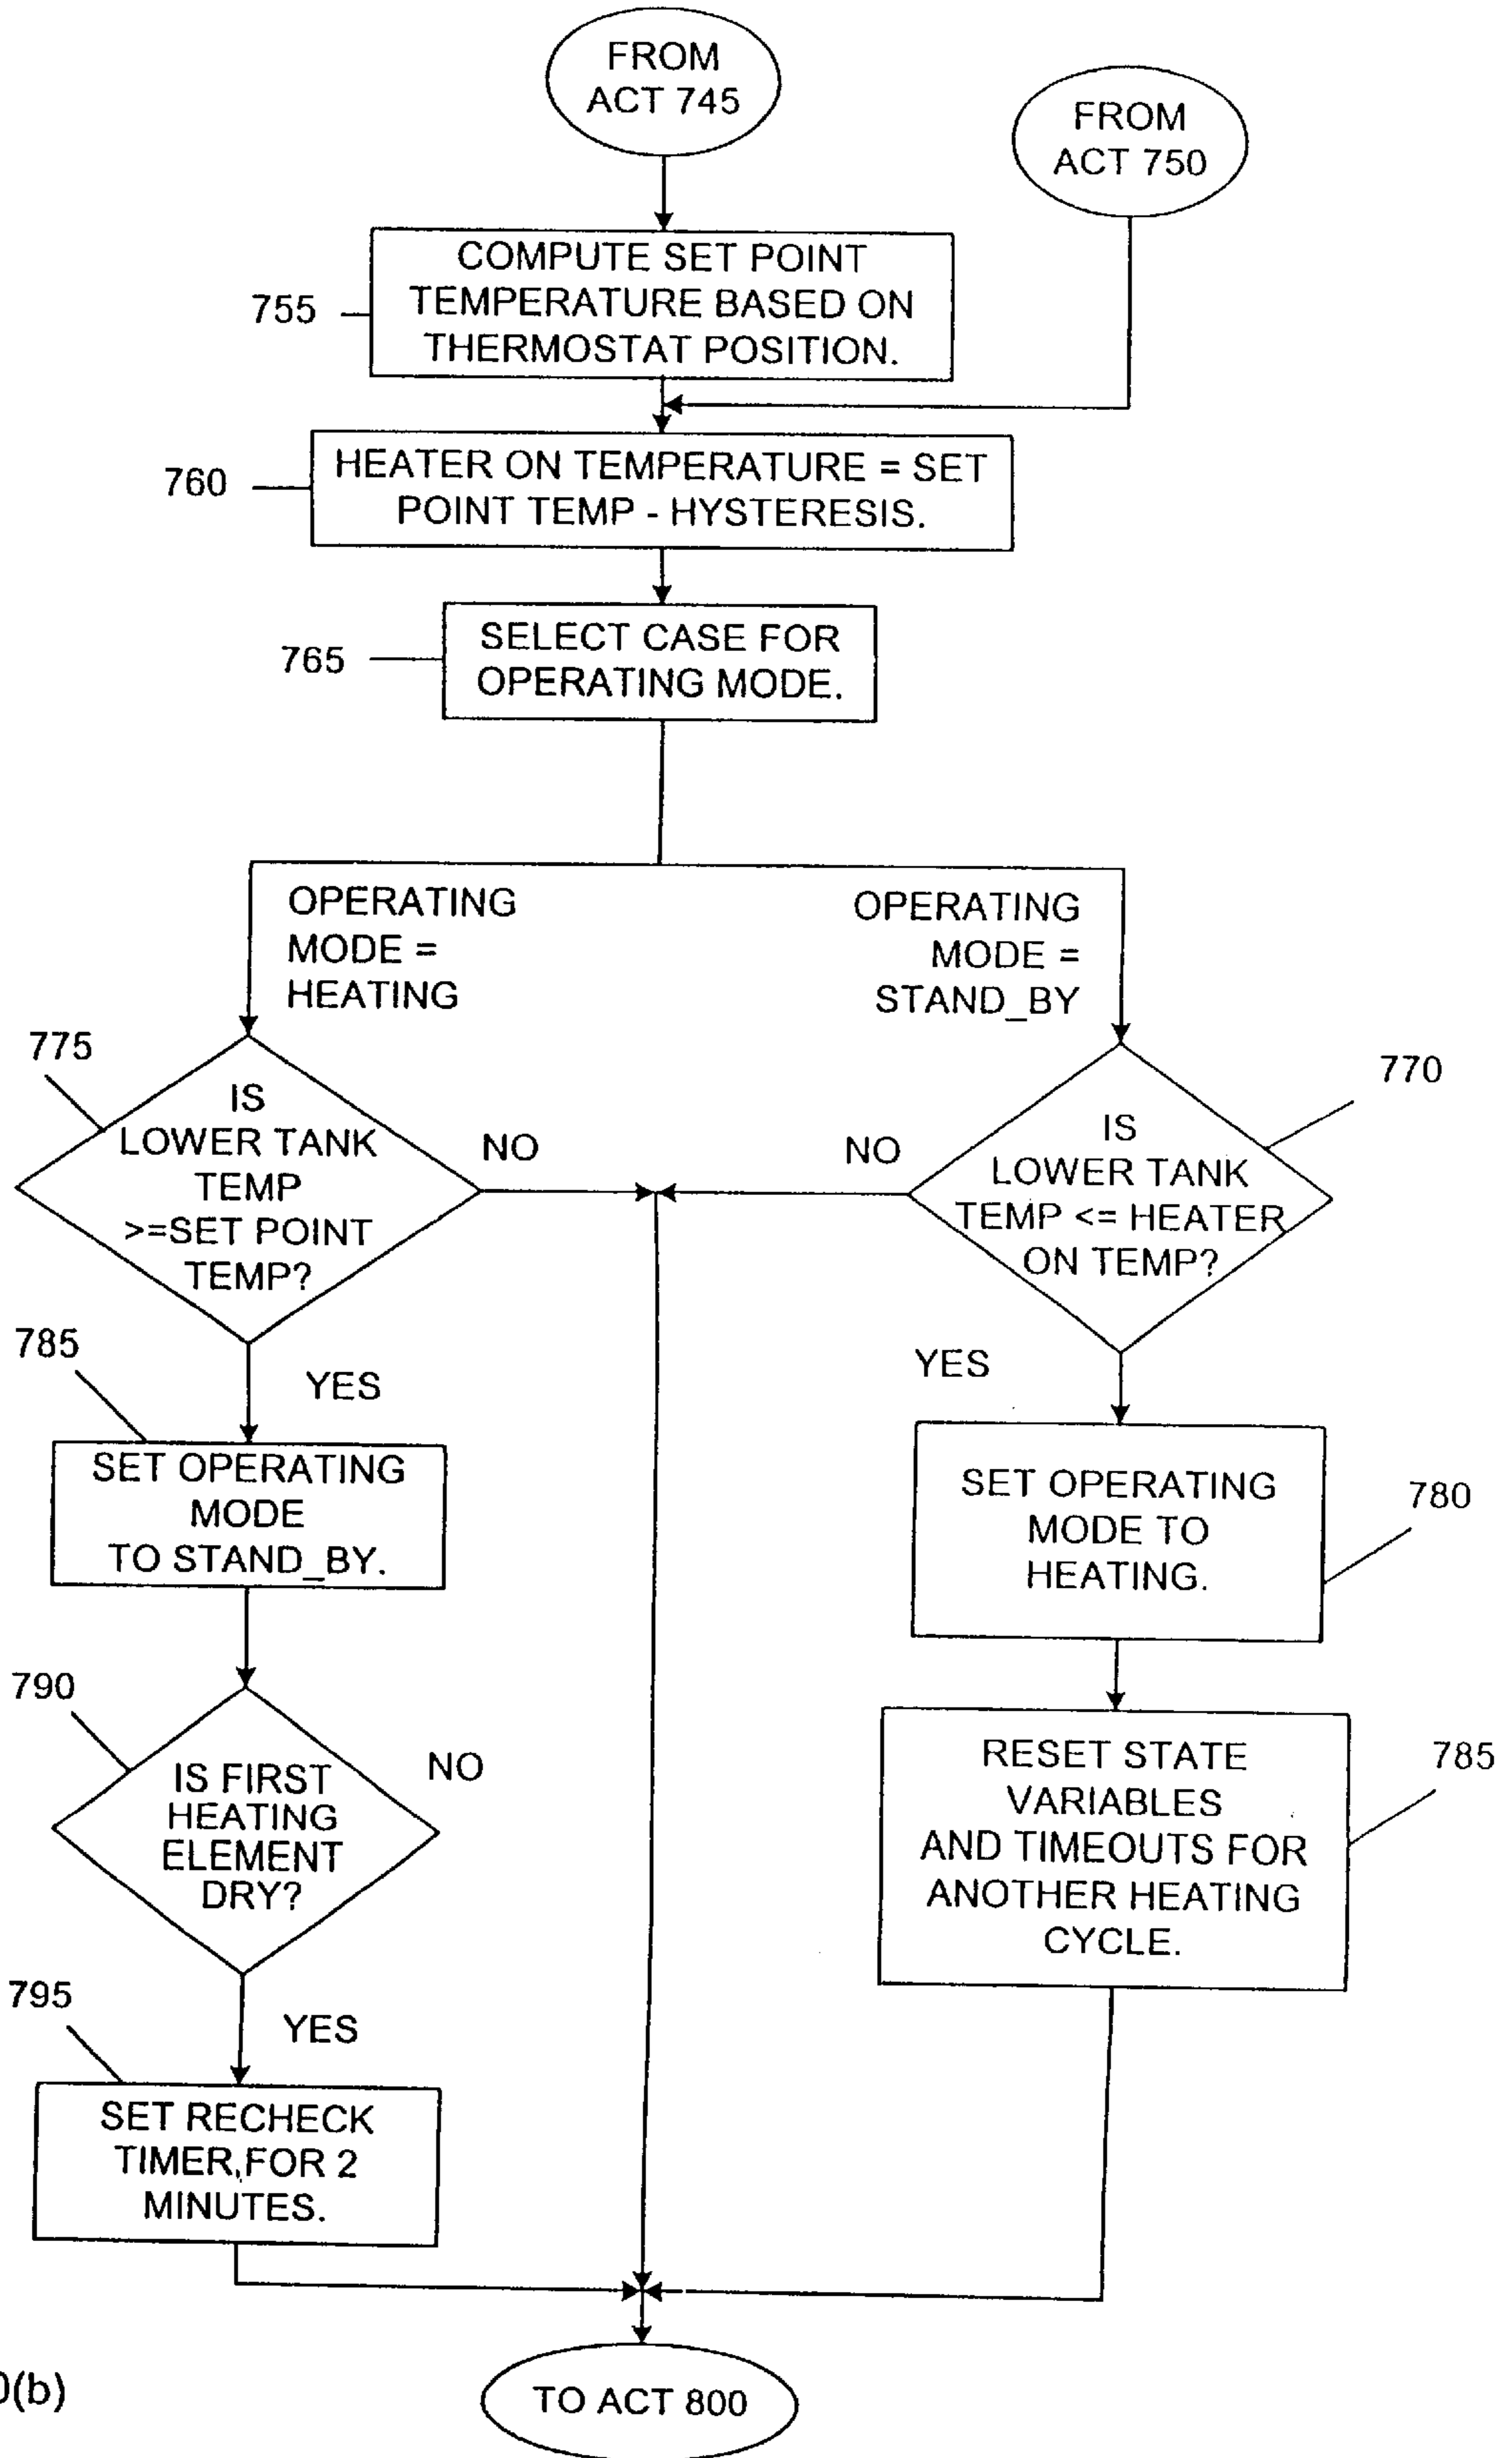 FROM
ACT 745
FROM
ACT 750
755
COMPUTE SET POINT
TEMPERATURE BASED ON
THERMOSTAT POSITION.
760
HEATER ON TEMPERATURE = SET
POINT TEMP - HYSTERESIS.
765
SELECT CASE FOR
OPERATING MODE.
OPERATING
MODE =
HEATING
OPERATING
MODE =
STAND_BY
775
IS
LOWER TANK
TEMP
>=SET POINT
TEMP?
NO
NO
770
IS
LOWER TANK
TEMP <= HEATER
ON TEMP?
785
YES
YES
SET OPERATING
MODE
TO STAND_BY.
SET OPERATING
MODE TO
HEATING.
780
790
IS FIRST
HEATING
ELEMENT
DRY?
NO
RESET STATE
VARIABLES
AND TIMEOUTS FOR
ANOTHER HEATING
CYCLE.
785
795
YES
SET RECHECK
TIMER,FOR 2
MINUTES.
0(b)
TO ACT 800